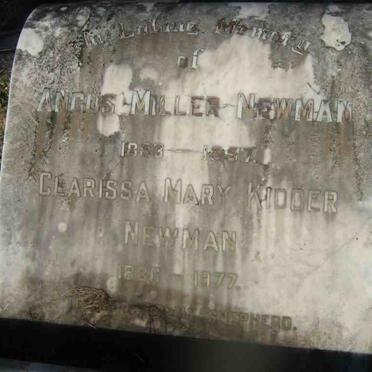 In Loving Memory
of
ANGUS MILLER NEWMAN
CLARISSA MARY KIDDER
NEWMAN
1977.
SHEPHERD.